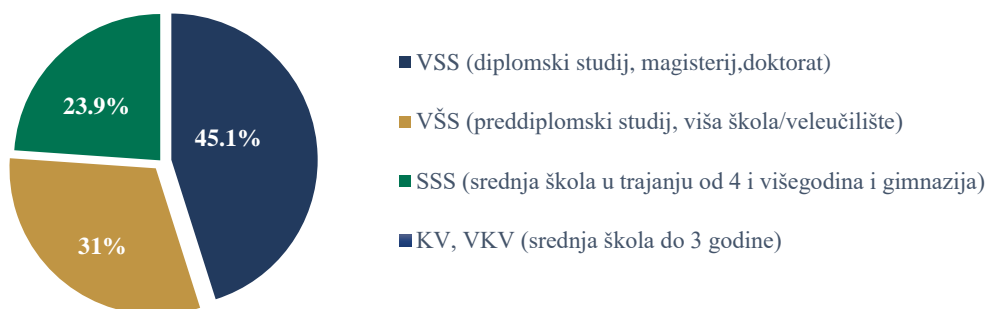 23.9%
45.1%
31%
VSS (diplomski studij, magisterij,doktorat)
VŠS (preddiplomski studij, viša škola/veleučilište)
SSS (srednja škola u trajanju od 4 i višegodina i gimnazija)
KV, VKV (srednja škola do 3 godine)